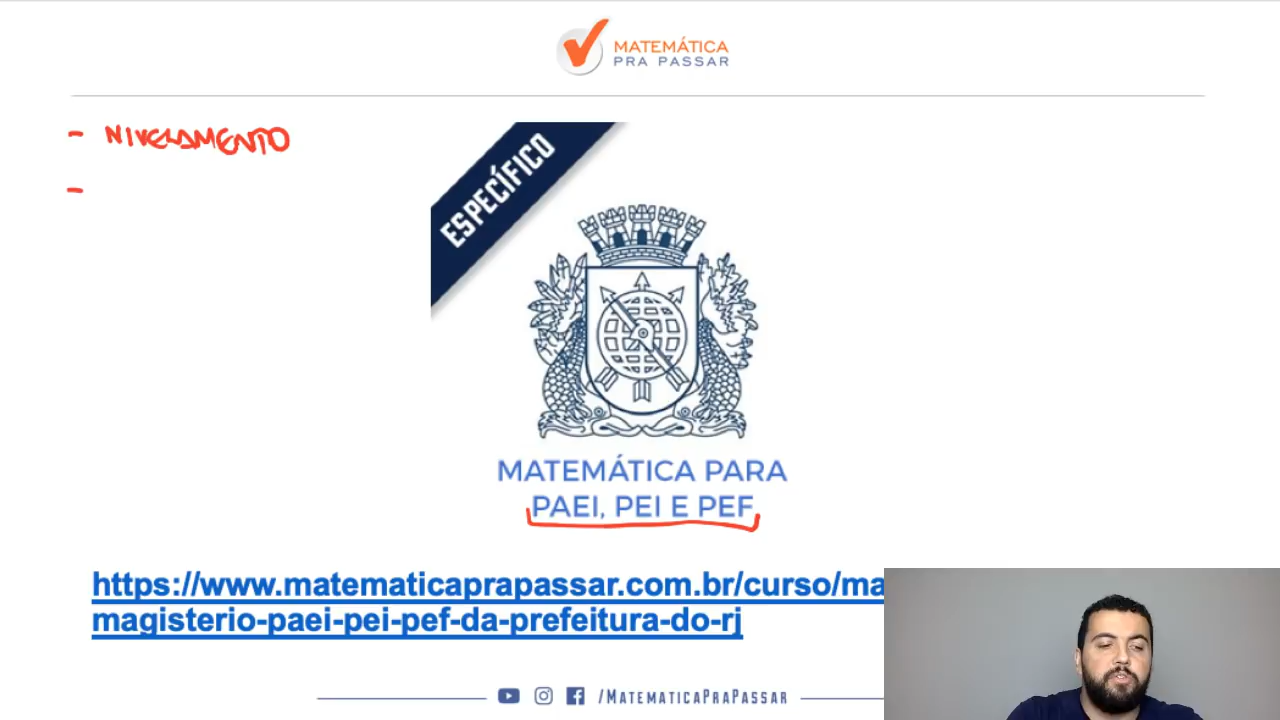 MATEMÁTICA
PRA PASSAR
- NIVELAMENTO
-
ESPECÍFICO
MATEMÁTICA PARA
PAEI, PEI E PEF
https://www.matematicaprapassar.com.br/curso/ma
magisterio-paei-pei-pef-da-prefeitura-do-rj
/MATEMATICAPRAPASSAR